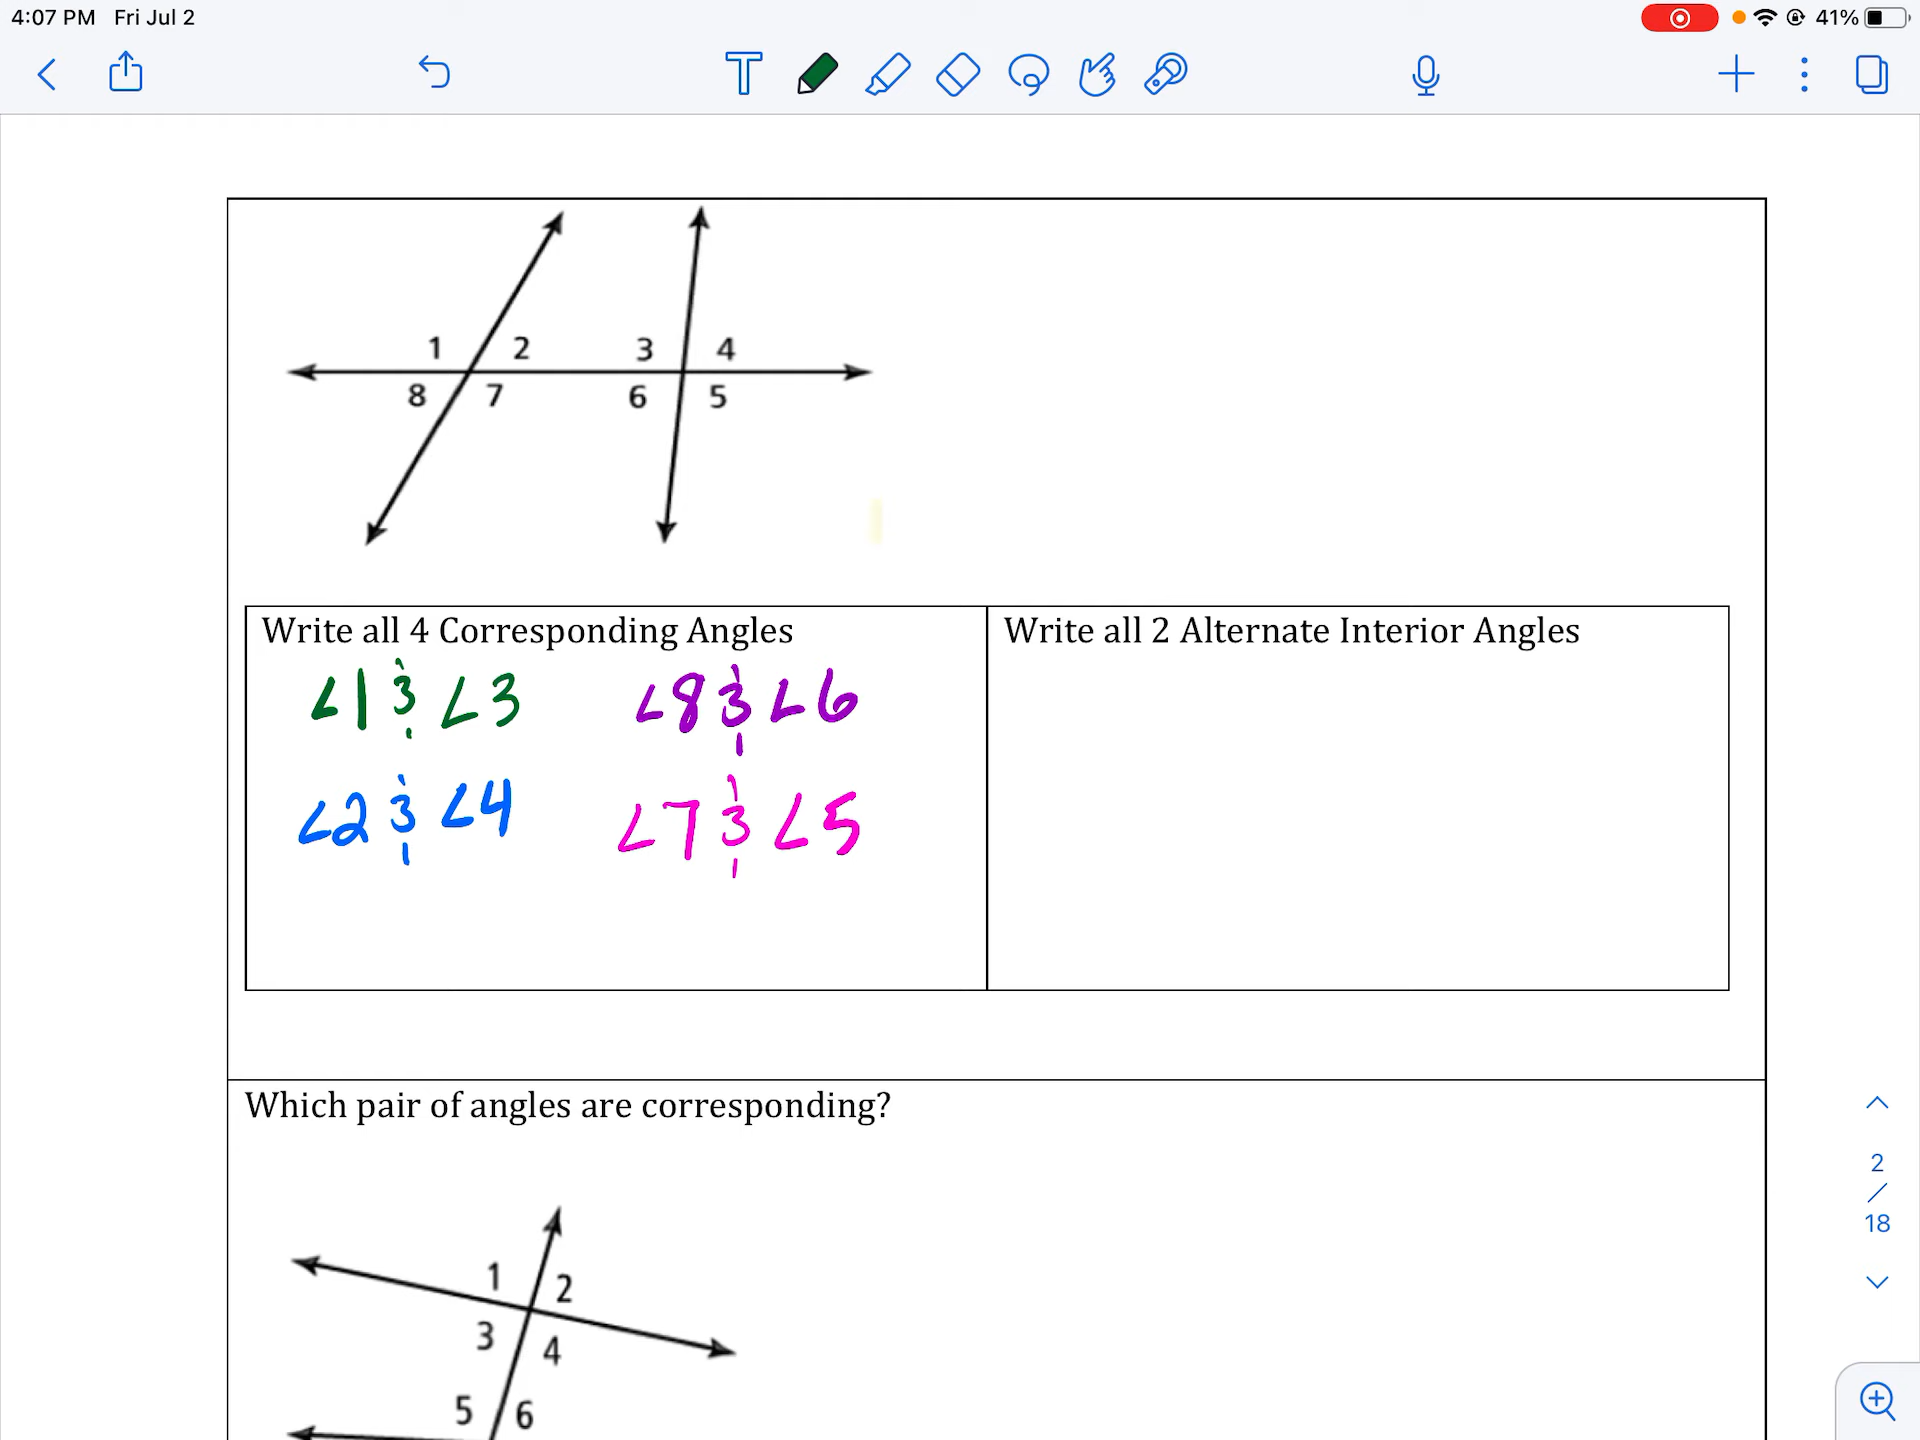 4:07 PM Fri Jul 2
41%
1 2 3 4
8 7 6 5
Write all 4 Corresponding Angles
∠1 & ∠3 ∠8 & ∠6
∠2 & ∠4 ∠7 & ∠5
Write all 2 Alternate Interior Angles
Which pair of angles are corresponding?
1 2
3 4
5 6
2
/
18